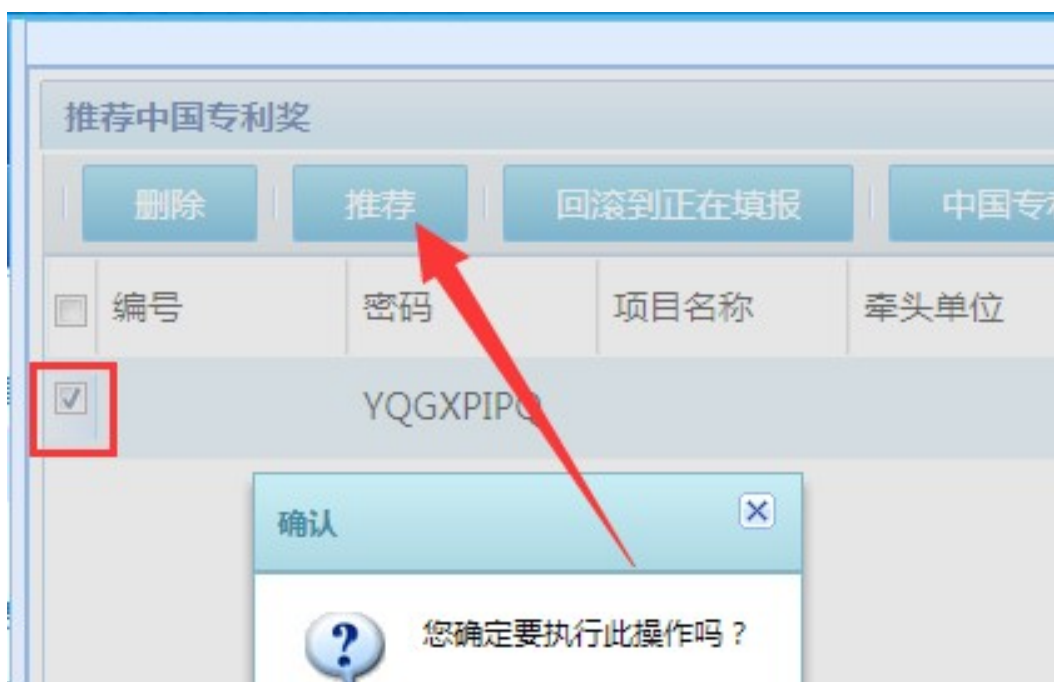 推荐中国专利奖
删除 推荐 回滚到正在填报 中国专
编号 密码 项目名称 牵头单位
YQGXPIPQ
确认
您确定要执行此操作吗？